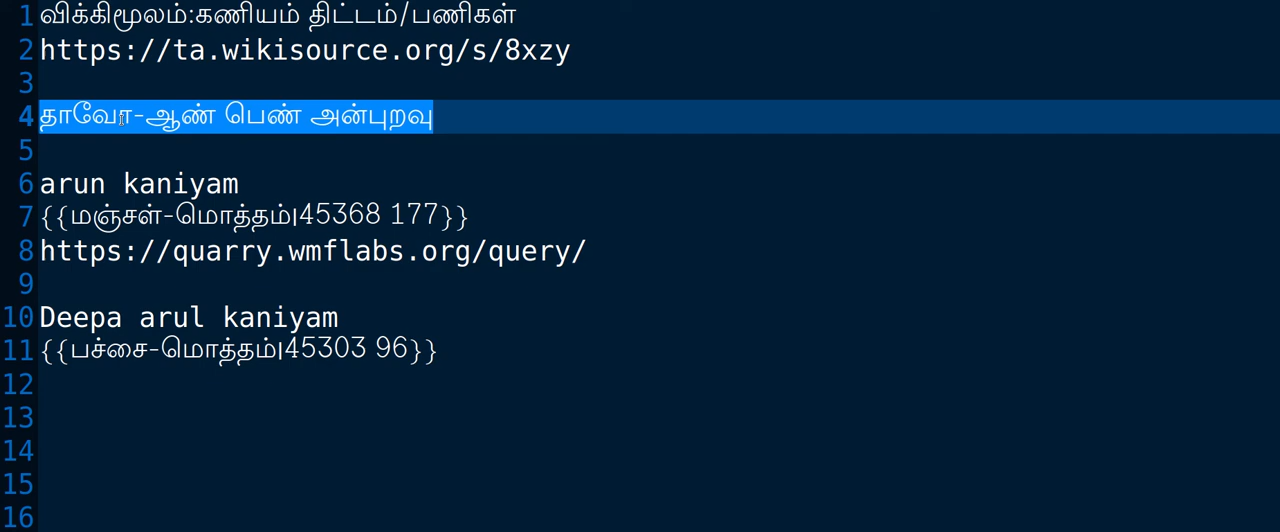 1 விக்கிமூலம்:கணியம் திட்டம்/பணிகள்
2 https://ta.wikisource.org/s/8xzy
3
4 தாவோ-ஆண் பெண் அன்புறவு
5
6 arun kaniyam
7 {{மஞ்சள்-மொத்தம்|45368 177}}
8 https://quarry.wmflabs.org/query/
9
10 Deepa arul kaniyam
11 {{பச்சை-மொத்தம்|45303 96}}
12
13
14
15
16